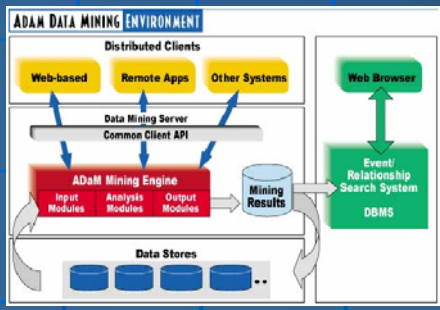 ADAM DATA MINING ENVIRONMENT
Distributed Clients
Web-based
Remote Apps
Other Systems
Web Browser
Data Mining Server
Common Client API
ADaM Mining Engine
Input
Modules
Analysis
Modules
Output
Modules
Mining
Results
Event/
Relationship
Search System
DBMS
Data Stores